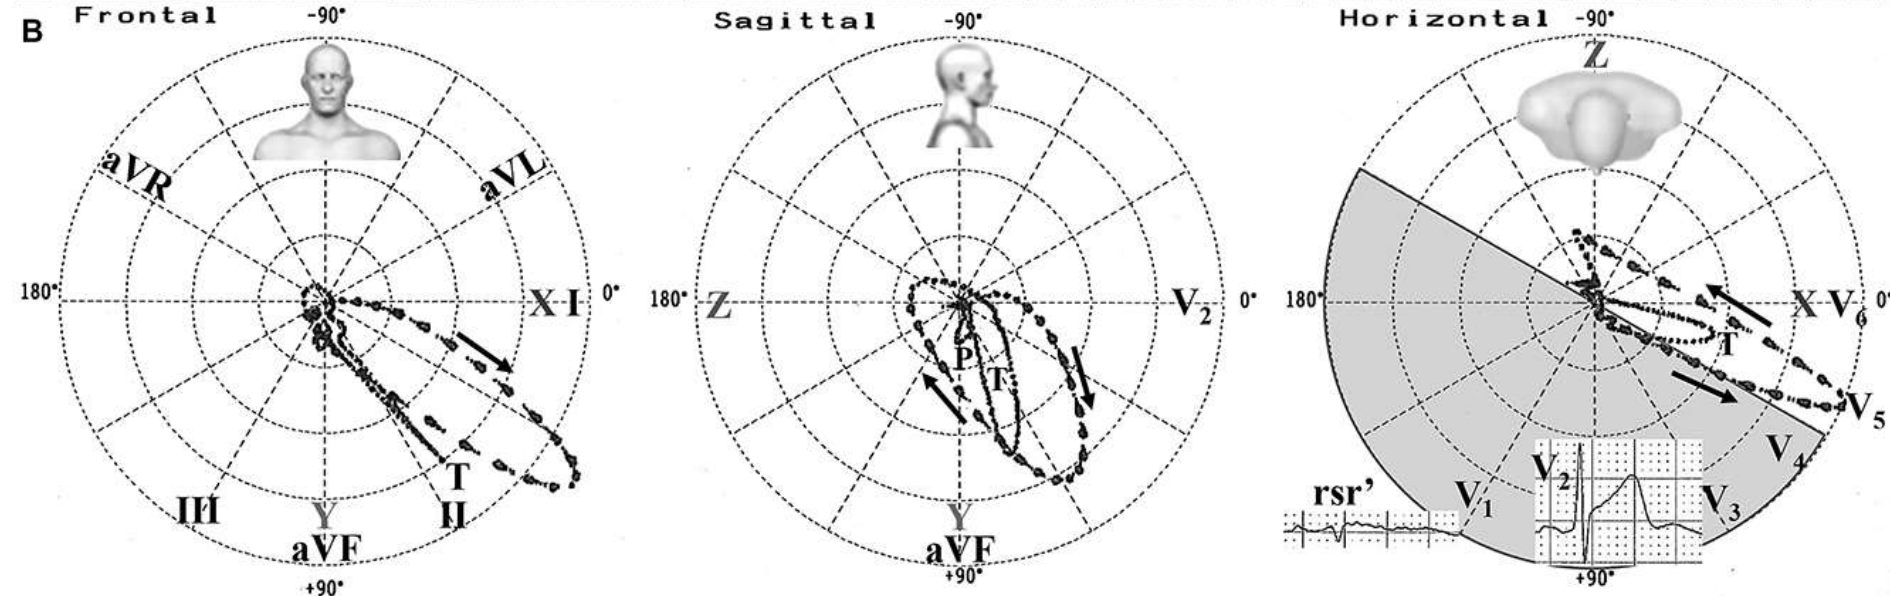 B
Frontal
-90°
aVR
aVL
180°
X I
0°
T
III
Y
II
aVF
+90°
Sagittal
-90°
180°
Z
V2
0°
P
T
Y
aVF
+90°
Horizontal
-90°
Z
180°
X V6
0°
T
V5
V4
V3
V2
V1
rsr’
+90°